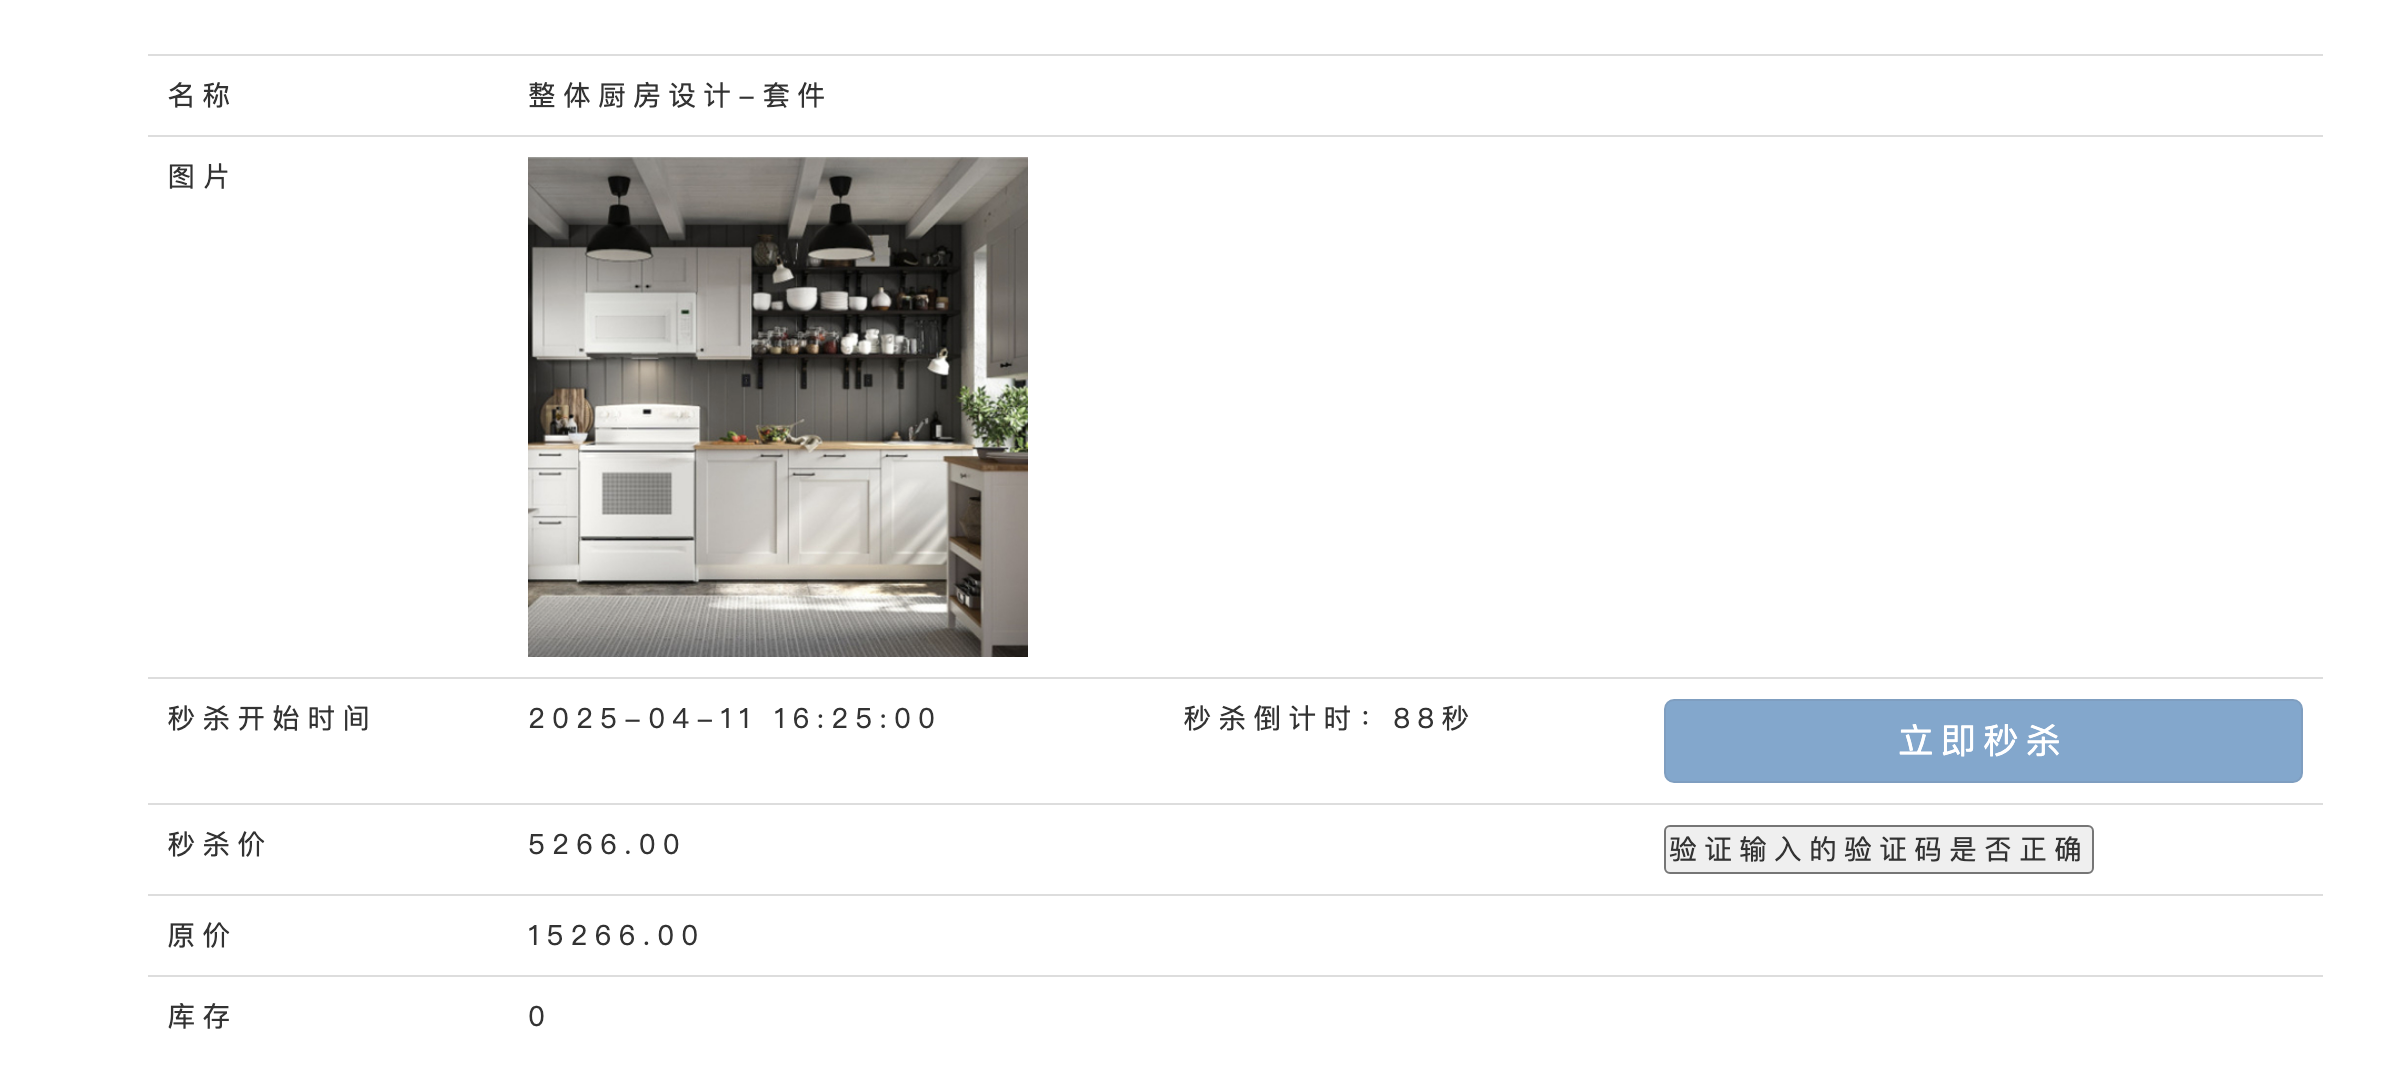 名称 整体厨房设计-套件
图片
秒杀开始时间 2025-04-11 16:25:00 秒杀倒计时：88秒 立即秒杀
秒杀价 5266.00 验证输入的验证码是否正确
原价 15266.00
库存 0